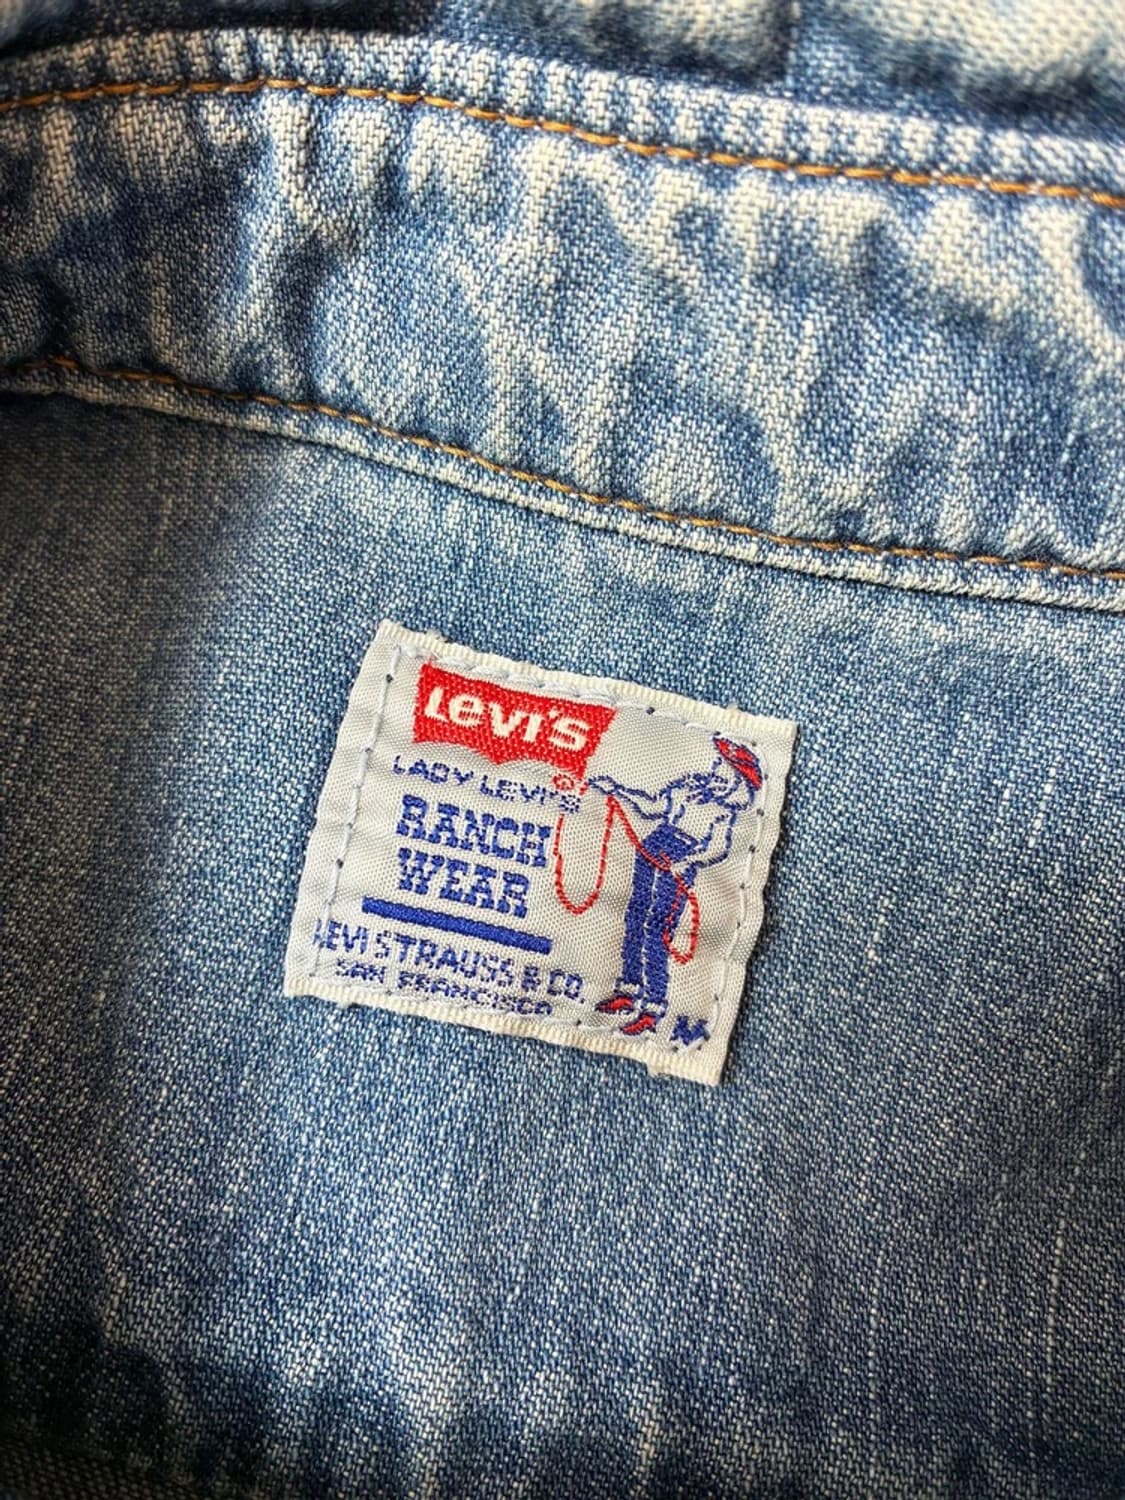 Levi's
®
LADY LEVI'S
RANCH
WEAR
LEVI STRAUSS & CO.
SAN FRANCISCO
M